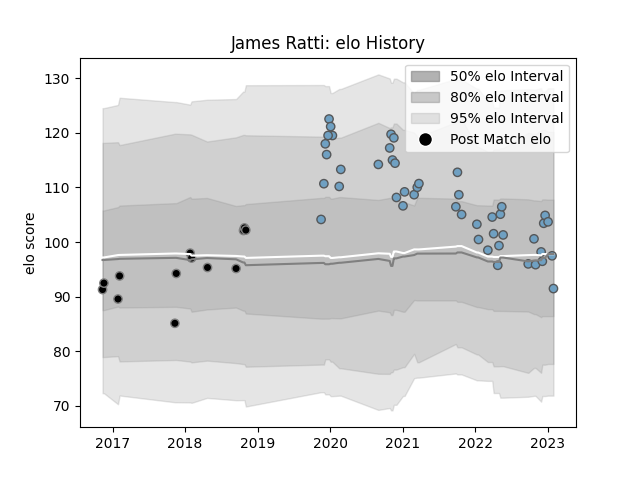 James Ratti: elo History
50% elo Interval
80% elo Interval
95% elo Interval
Post Match elo
elo score
130
120
110
100
90
80
70
2017 2018 2019 2020 2021 2022 2023